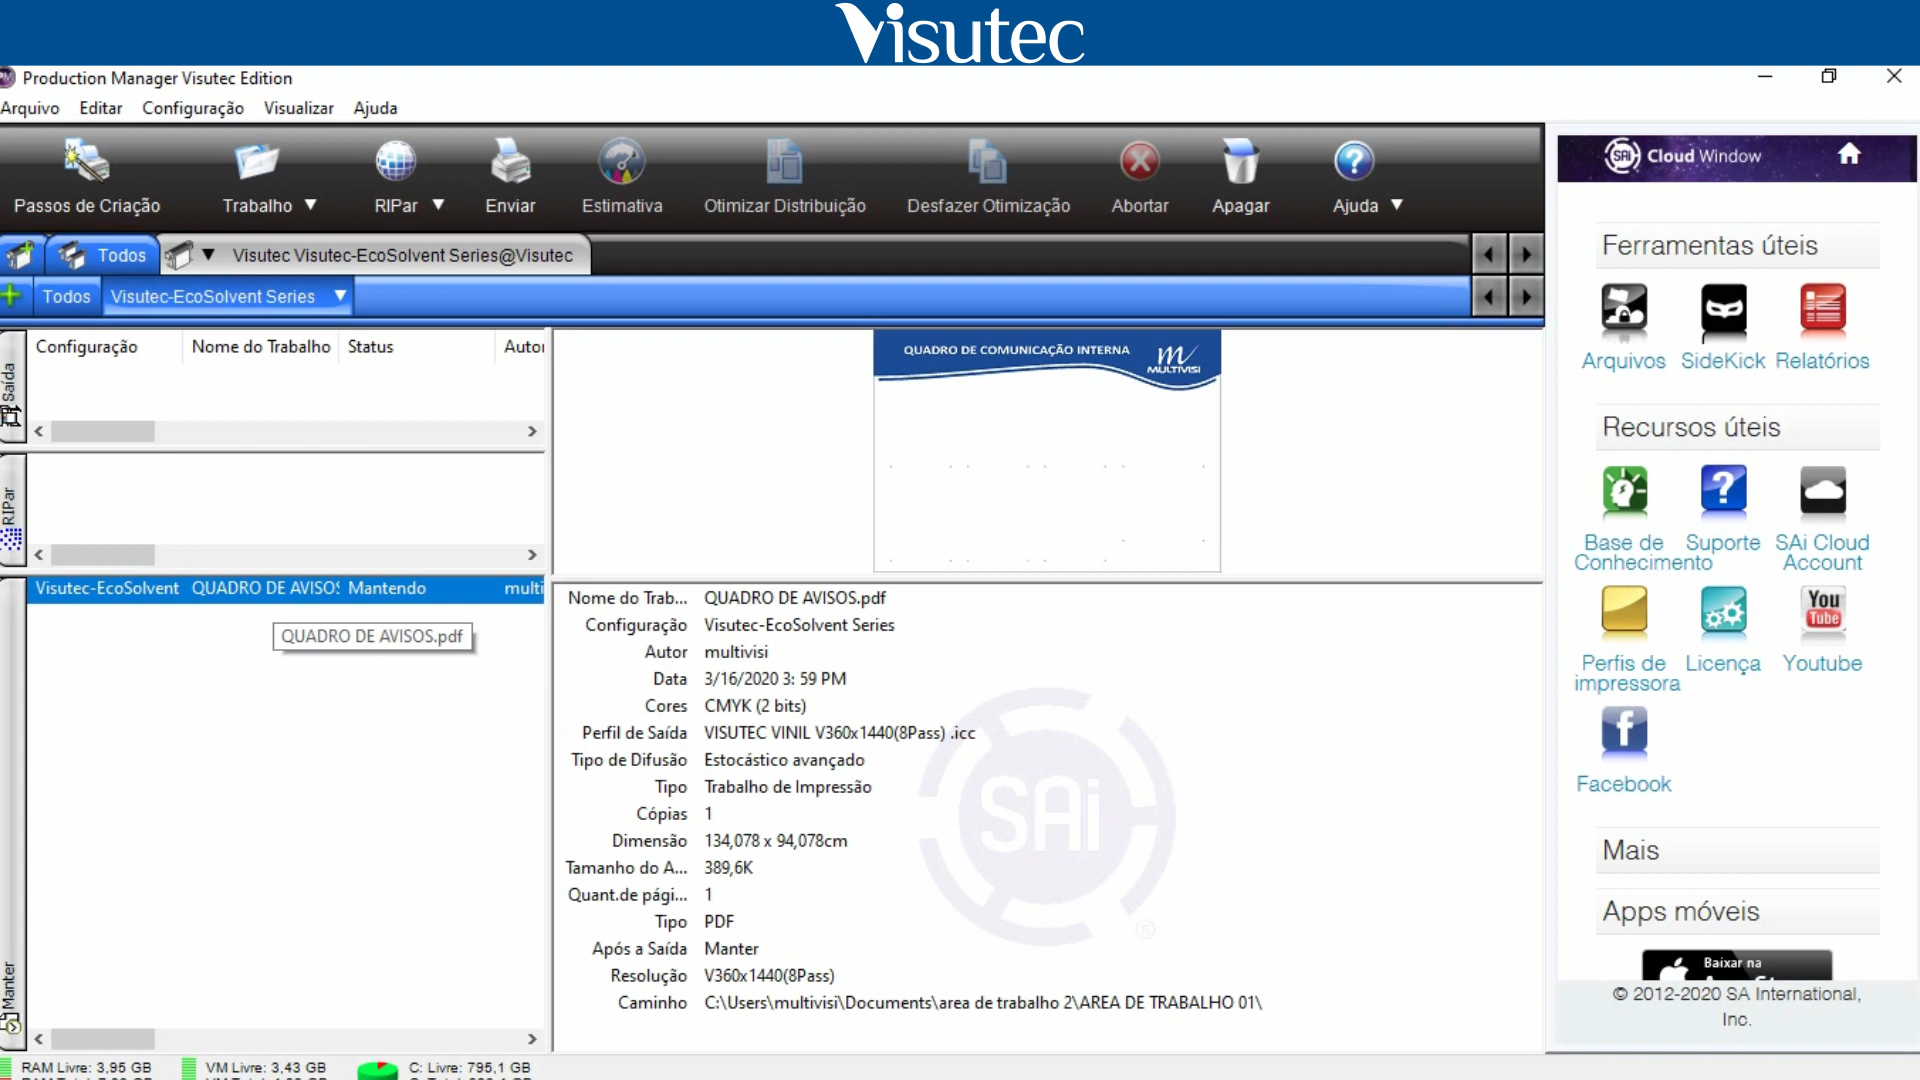 Visutec
Production Manager Visutec Edition
Arquivo Editar Configuração Visualizar Ajuda
Passos de Criação Trabalho RIPar Enviar Estimativa Otimizar Distribuição Desfazer Otimização Abortar Apagar Ajuda
Todos Visutec Visutec-EcoSolvent Series@Visutec
Todos Visutec-EcoSolvent Series
Configuração Nome do Trabalho Status Autor
Saída
RIPar
Visutec-EcoSolvent QUADRO DE AVISOS Mantendo multi
QUADRO DE AVISOS.pdf
Manter
QUADRO DE COMUNICAÇÃO INTERNA
m
MULTIVISI
Nome do Trab... QUADRO DE AVISOS.pdf
Configuração Visutec-EcoSolvent Series
Autor multivisi
Data 3/16/2020 3: 59 PM
Cores CMYK (2 bits)
Perfil de Saída VISUTEC VINIL V360x1440(8Pass) .icc
Tipo de Difusão Estocástico avançado
Tipo Trabalho de Impressão
Cópias 1
Dimensão 134,078 x 94,078cm
Tamanho do A... 389,6K
Quant.de pági... 1
Tipo PDF
Após a Saída Manter
Resolução V360x1440(8Pass)
Caminho C:\Users\multivisi\Documents\area de trabalho 2\AREA DE TRABALHO 01\
SAi
®
SAi Cloud Window
Ferramentas úteis
Arquivos SideKick Relatórios
Recursos úteis
Base de Conhecimento Suporte SAi Cloud Account
You
Tube
Perfis de impressora Licença Youtube
f
Facebook
Mais
Apps móveis
Baixar na
© 2012-2020 SA International,
Inc.
RAM Livre: 3,95 GB VM Livre: 3,43 GB C: Livre: 795,1 GB